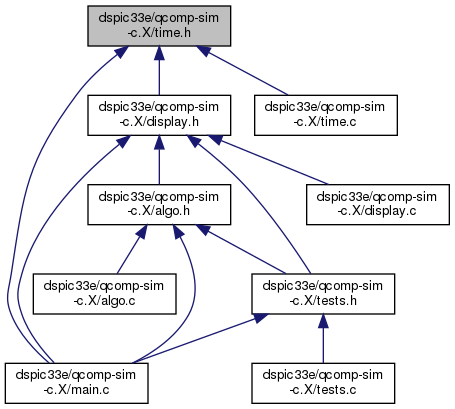 dspic33e/qcomp-sim
-c.X/time.h
dspic33e/qcomp-sim
-c.X/display.h
dspic33e/qcomp-sim
-c.X/time.c
dspic33e/qcomp-sim
-c.X/algo.h
dspic33e/qcomp-sim
-c.X/display.c
dspic33e/qcomp-sim
-c.X/algo.c
dspic33e/qcomp-sim
-c.X/tests.h
dspic33e/qcomp-sim
-c.X/main.c
dspic33e/qcomp-sim
-c.X/tests.c